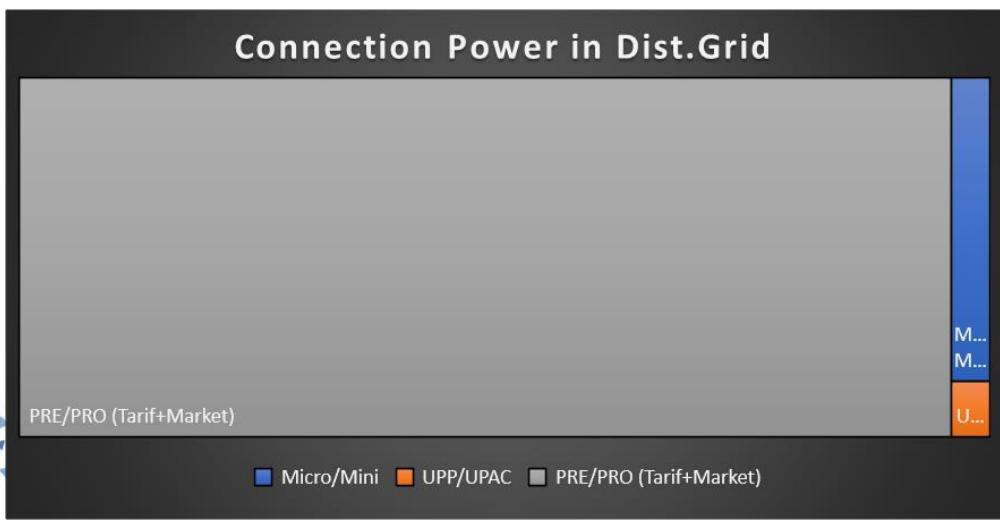 Connection Power in Dist.Grid
M...
M...
PRE/PRO (Tarif+Market)
U...
Micro/Mini UPP/UPAC PRE/PRO (Tarif+Market)